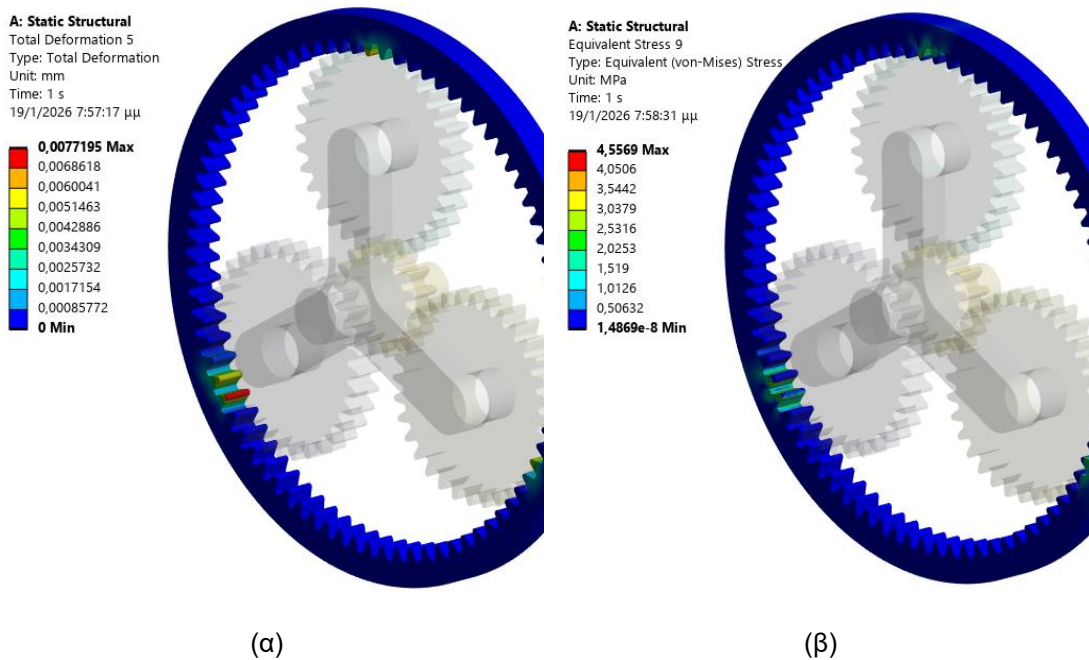 A: Static Structural
Total Deformation 5
Type: Total Deformation
Unit: mm
Time: 1 s
19/1/2026 7:57:17 μμ
0,0077195 Max
0,0068618
0,0060041
0,0051463
0,0042886
0,0034309
0,0025732
0,0017154
0,00085772
0 Min
A: Static Structural
Equivalent Stress 9
Type: Equivalent (von-Mises) Stress
Unit: MPa
Time: 1 s
19/1/2026 7:58:31 μμ
4,5569 Max
4,0506
3,5442
3,0379
2,5316
2,0253
1,519
1,0126
0,50632
1,4869e-8 Min
(α)
(β)